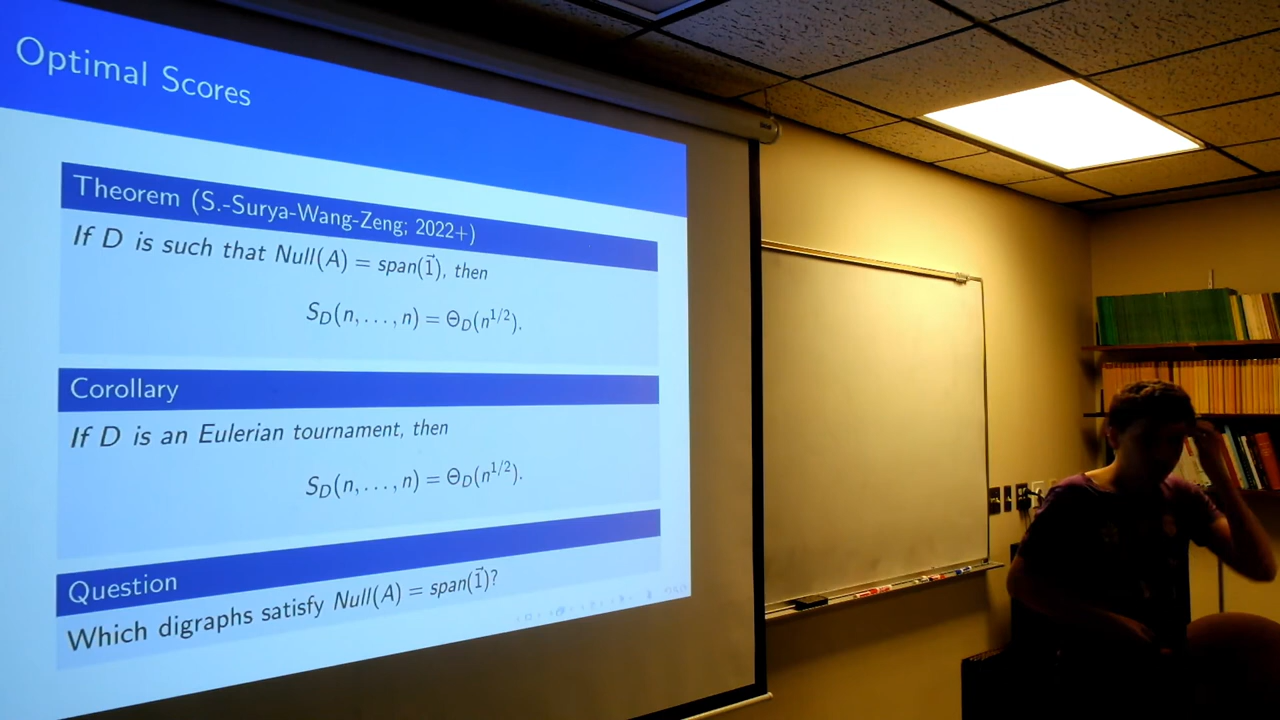 Optimal Scores
Theorem (S.-Surya-Wang-Zeng; 2022+)
If D is such that Null(A) = span(1⃗), then
S_D(n, . . . , n) = Θ_D(n^{1/2}).
Corollary
If D is an Eulerian tournament, then
S_D(n, . . . , n) = Θ_D(n^{1/2}).
Question
Which digraphs satisfy Null(A) = span(1⃗)?